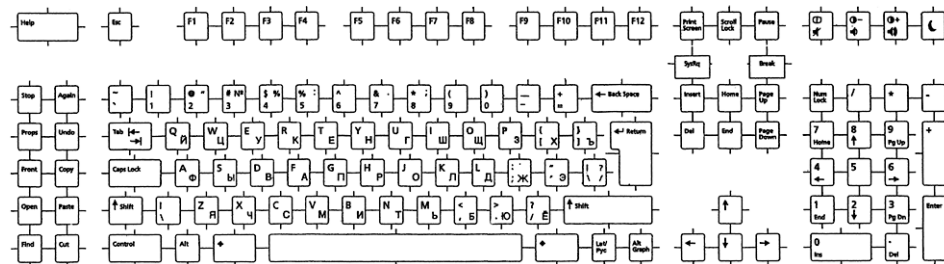 Help Esc F1 F2 F3 F4 F5 F6 F7 F8 F9 F10 F11 F12 Print Screen Scroll Lock Pause
SysRq Break
Stop Again ~ ` ! 1 @ " 2 # № 3 $ % 4 % : 5 ^ 6 & . 7 * ; 8 ( 9 ) 0 _ - + = ← Back Space Insert Home Page Up Num Lock / * -
Props Undo Tab Q Й W Ц E У R К T Е Y Н U Г I Ш O Щ P З { [ Х } ] Ъ ↵ Return Del End Page Down 7 Home 8 ↑ 9 Pg Up +
Front Copy Caps Lock A Ф S Ы D В F А G П H Р J О K Л L Д : ; Ж " ' Э | ? \ / 4 ← 5 6 →
Open Paste ⇧ Shift | \ Z Я X Ч C С V М B И N Т M Ь < , Б > . Ю ? / Ё ⇧ Shift ↑ 1 End 2 ↓ 3 Pg Dn Enter
Find Cut Control Alt ◆ ◆ Lat/Рус Alt Graph ← ↓ → 0 Ins . Del